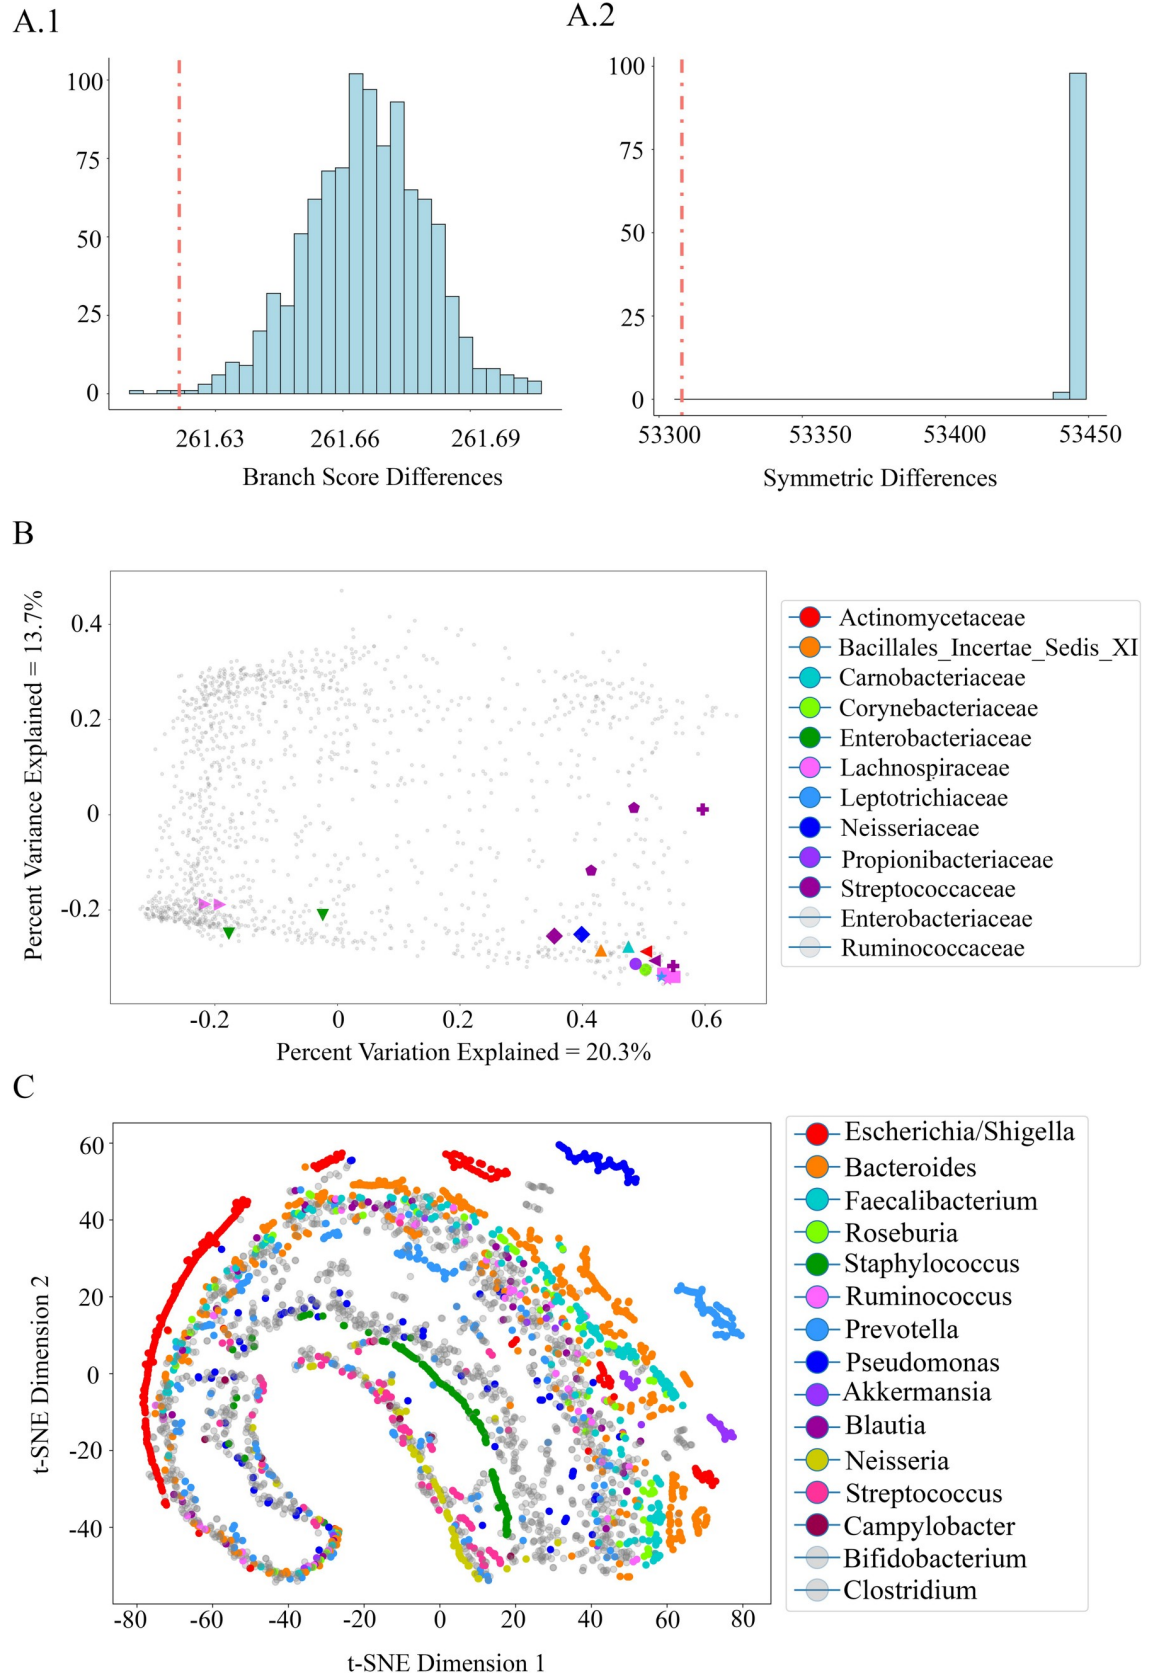 A.1
A.2
100
75
50
25
0
261.63
261.66
261.69
Branch Score Differences
100
75
50
25
0
53300
53350
53400
53450
Symmetric Differences
B
Percent Variance Explained = 13.7%
0.4
0.2
0
-0.2
-0.2
0
0.2
0.4
0.6
Percent Variation Explained = 20.3%
Actinomycetaceae
Bacillales_Incertae_Sedis_XI
Carnobacteriaceae
Corynebacteriaceae
Enterobacteriaceae
Lachnospiraceae
Leptotrichiaceae
Neisseriaceae
Propionibacteriaceae
Streptococcaceae
Enterobacteriaceae
Ruminococcaceae
C
t-SNE Dimension 2
60
40
20
0
-20
-40
-80
-60
-40
-20
0
20
40
60
80
t-SNE Dimension 1
Escherichia/Shigella
Bacteroides
Faecalibacterium
Roseburia
Staphylococcus
Ruminococcus
Prevotella
Pseudomonas
Akkermansia
Blautia
Neisseria
Streptococcus
Campylobacter
Bifidobacterium
Clostridium